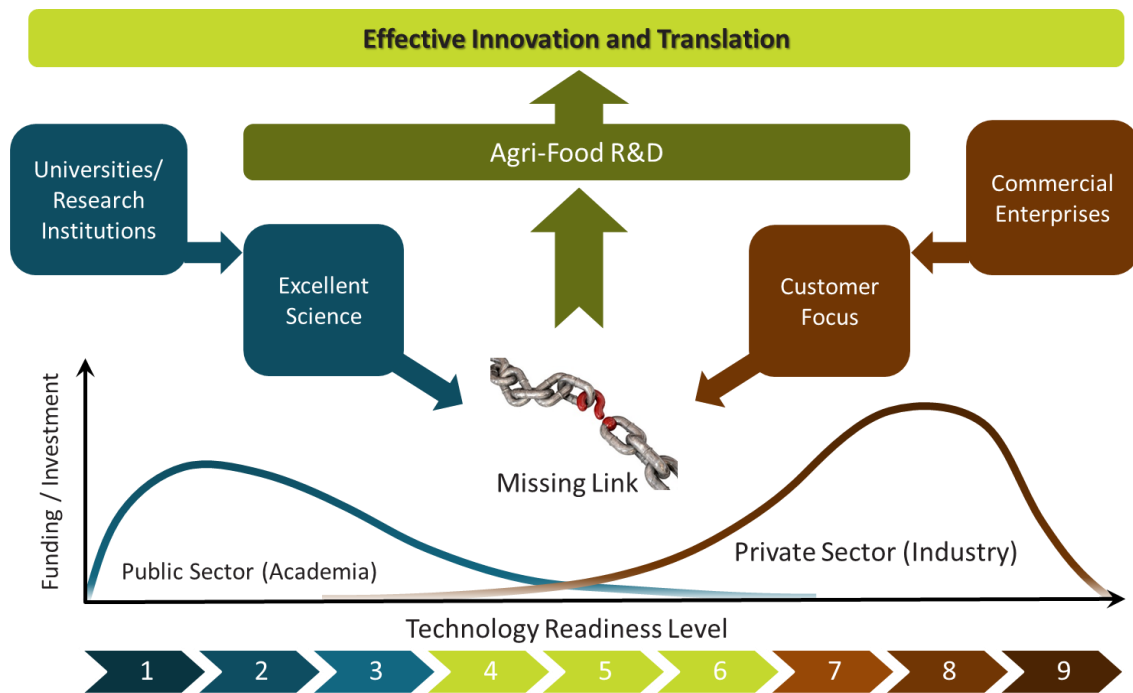 Effective Innovation and Translation
Agri-Food R&D
Universities/
Research
Institutions
Commercial
Enterprises
Excellent
Science
Customer
Focus
Missing Link
Funding / Investment
Public Sector (Academia)
Private Sector (Industry)
Technology Readiness Level
1 2 3 4 5 6 7 8 9